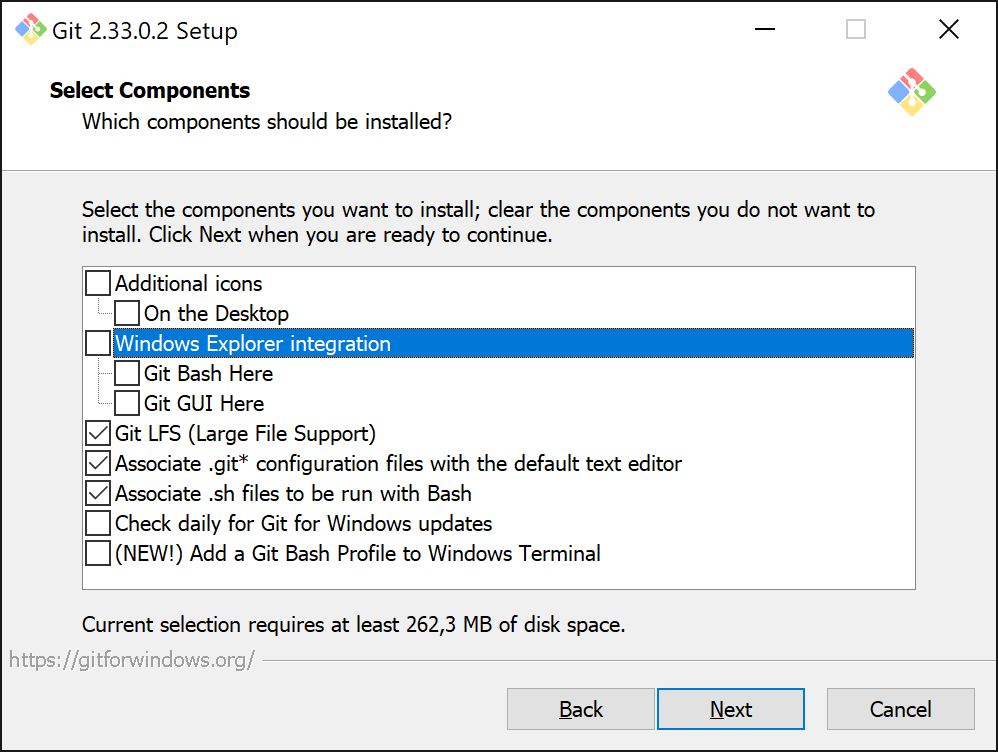 Git 2.33.0.2 Setup
Select Components
Which components should be installed?
Select the components you want to install; clear the components you do not want to
install. Click Next when you are ready to continue.
Additional icons
On the Desktop
Windows Explorer integration
Git Bash Here
Git GUI Here
Git LFS (Large File Support)
Associate .git* configuration files with the default text editor
Associate .sh files to be run with Bash
Check daily for Git for Windows updates
(NEW!) Add a Git Bash Profile to Windows Terminal
Current selection requires at least 262,3 MB of disk space.
https://gitforwindows.org/
Back Next Cancel